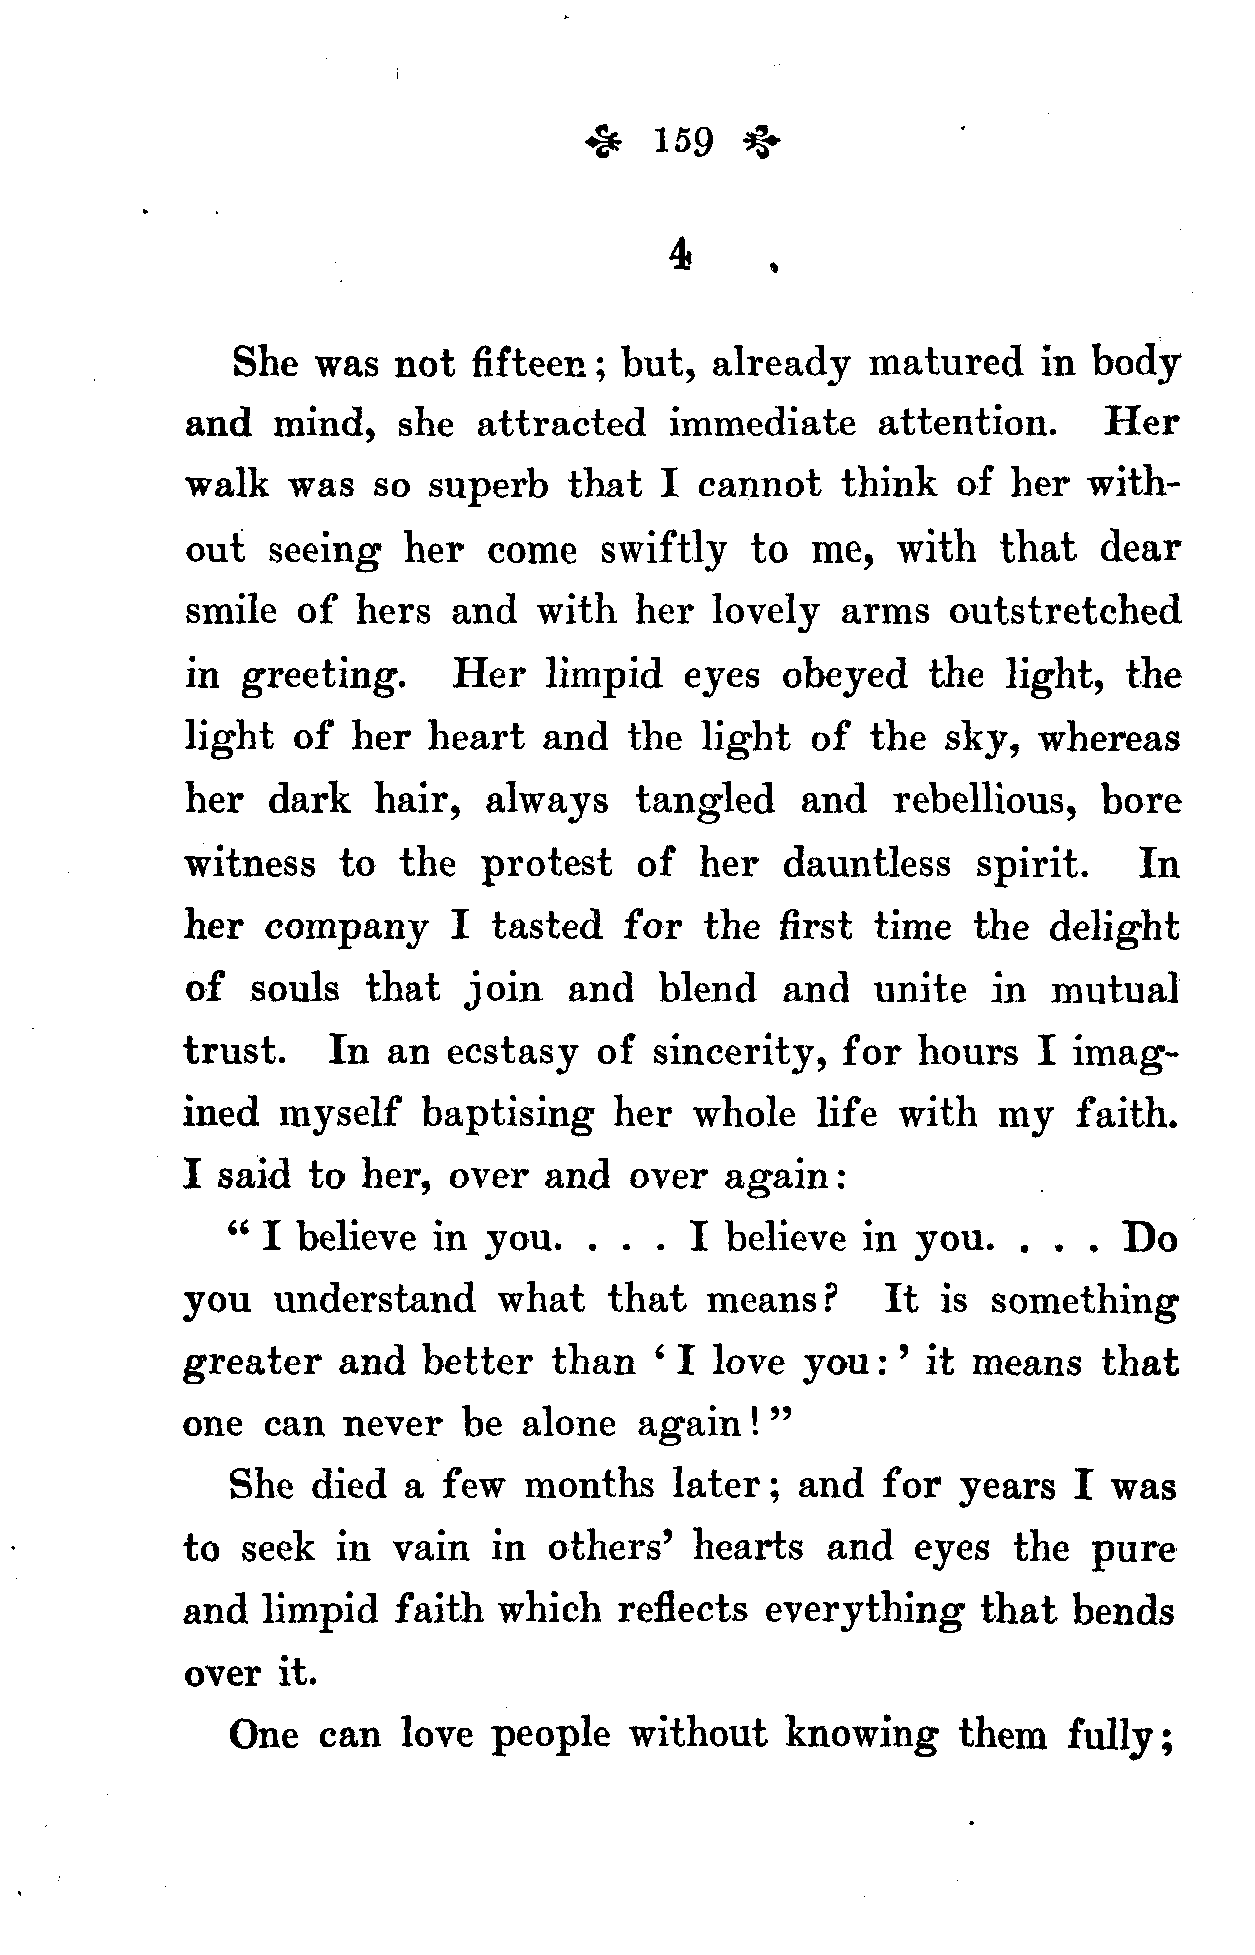 159
4
She was not fifteen; but, already matured in body
and mind, she attracted immediate attention. Her
walk was so superb that I cannot think of her with-
out seeing her come swiftly to me, with that dear
smile of hers and with her lovely arms outstretched
in greeting. Her limpid eyes obeyed the light, the
light of her heart and the light of the sky, whereas
her dark hair, always tangled and rebellious, bore
witness to the protest of her dauntless spirit. In
her company I tasted for the first time the delight
of souls that join and blend and unite in mutual
trust. In an ecstasy of sincerity, for hours I imag-
ined myself baptising her whole life with my faith.
I said to her, over and over again:
“I believe in you. . . . I believe in you. . . . Do
you understand what that means? It is something
greater and better than ‘I love you:’ it means that
one can never be alone again!”
She died a few months later; and for years I was
to seek in vain in others’ hearts and eyes the pure
and limpid faith which reflects everything that bends
over it.
One can love people without knowing them fully;